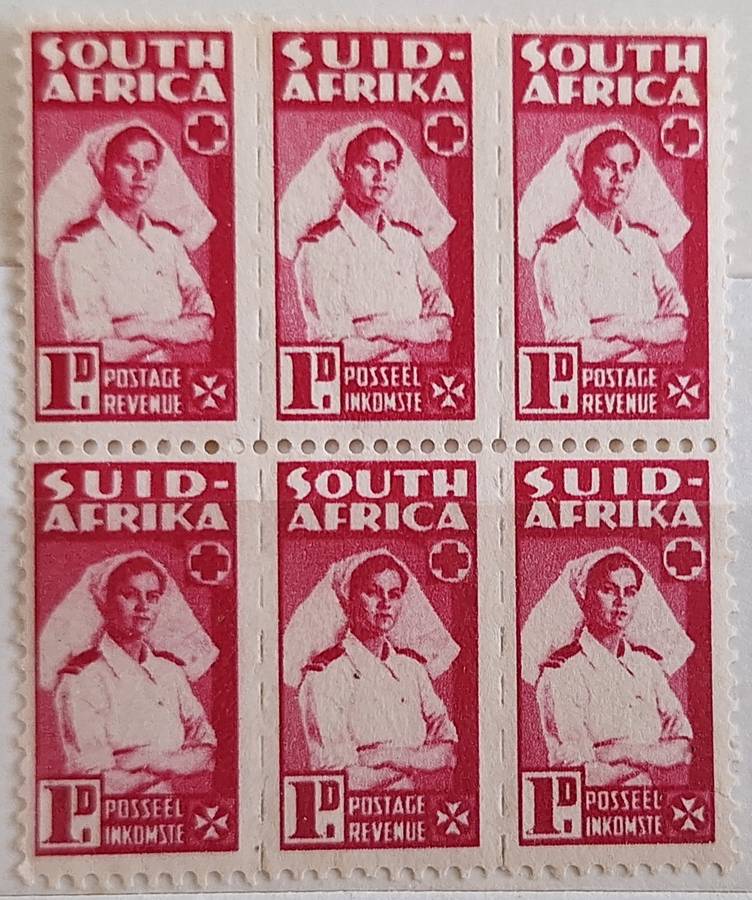 SOUTH
AFRICA
1D.
POSTAGE
REVENUE
SUID-
AFRIKA
1D.
POSSEEL
INKOMSTE
SOUTH
AFRICA
1D.
POSTAGE
REVENUE
SUID-
AFRIKA
1D.
POSSEEL
INKOMSTE
SOUTH
AFRICA
1D.
POSTAGE
REVENUE
SUID-
AFRIKA
1D.
POSSEEL
INKOMSTE